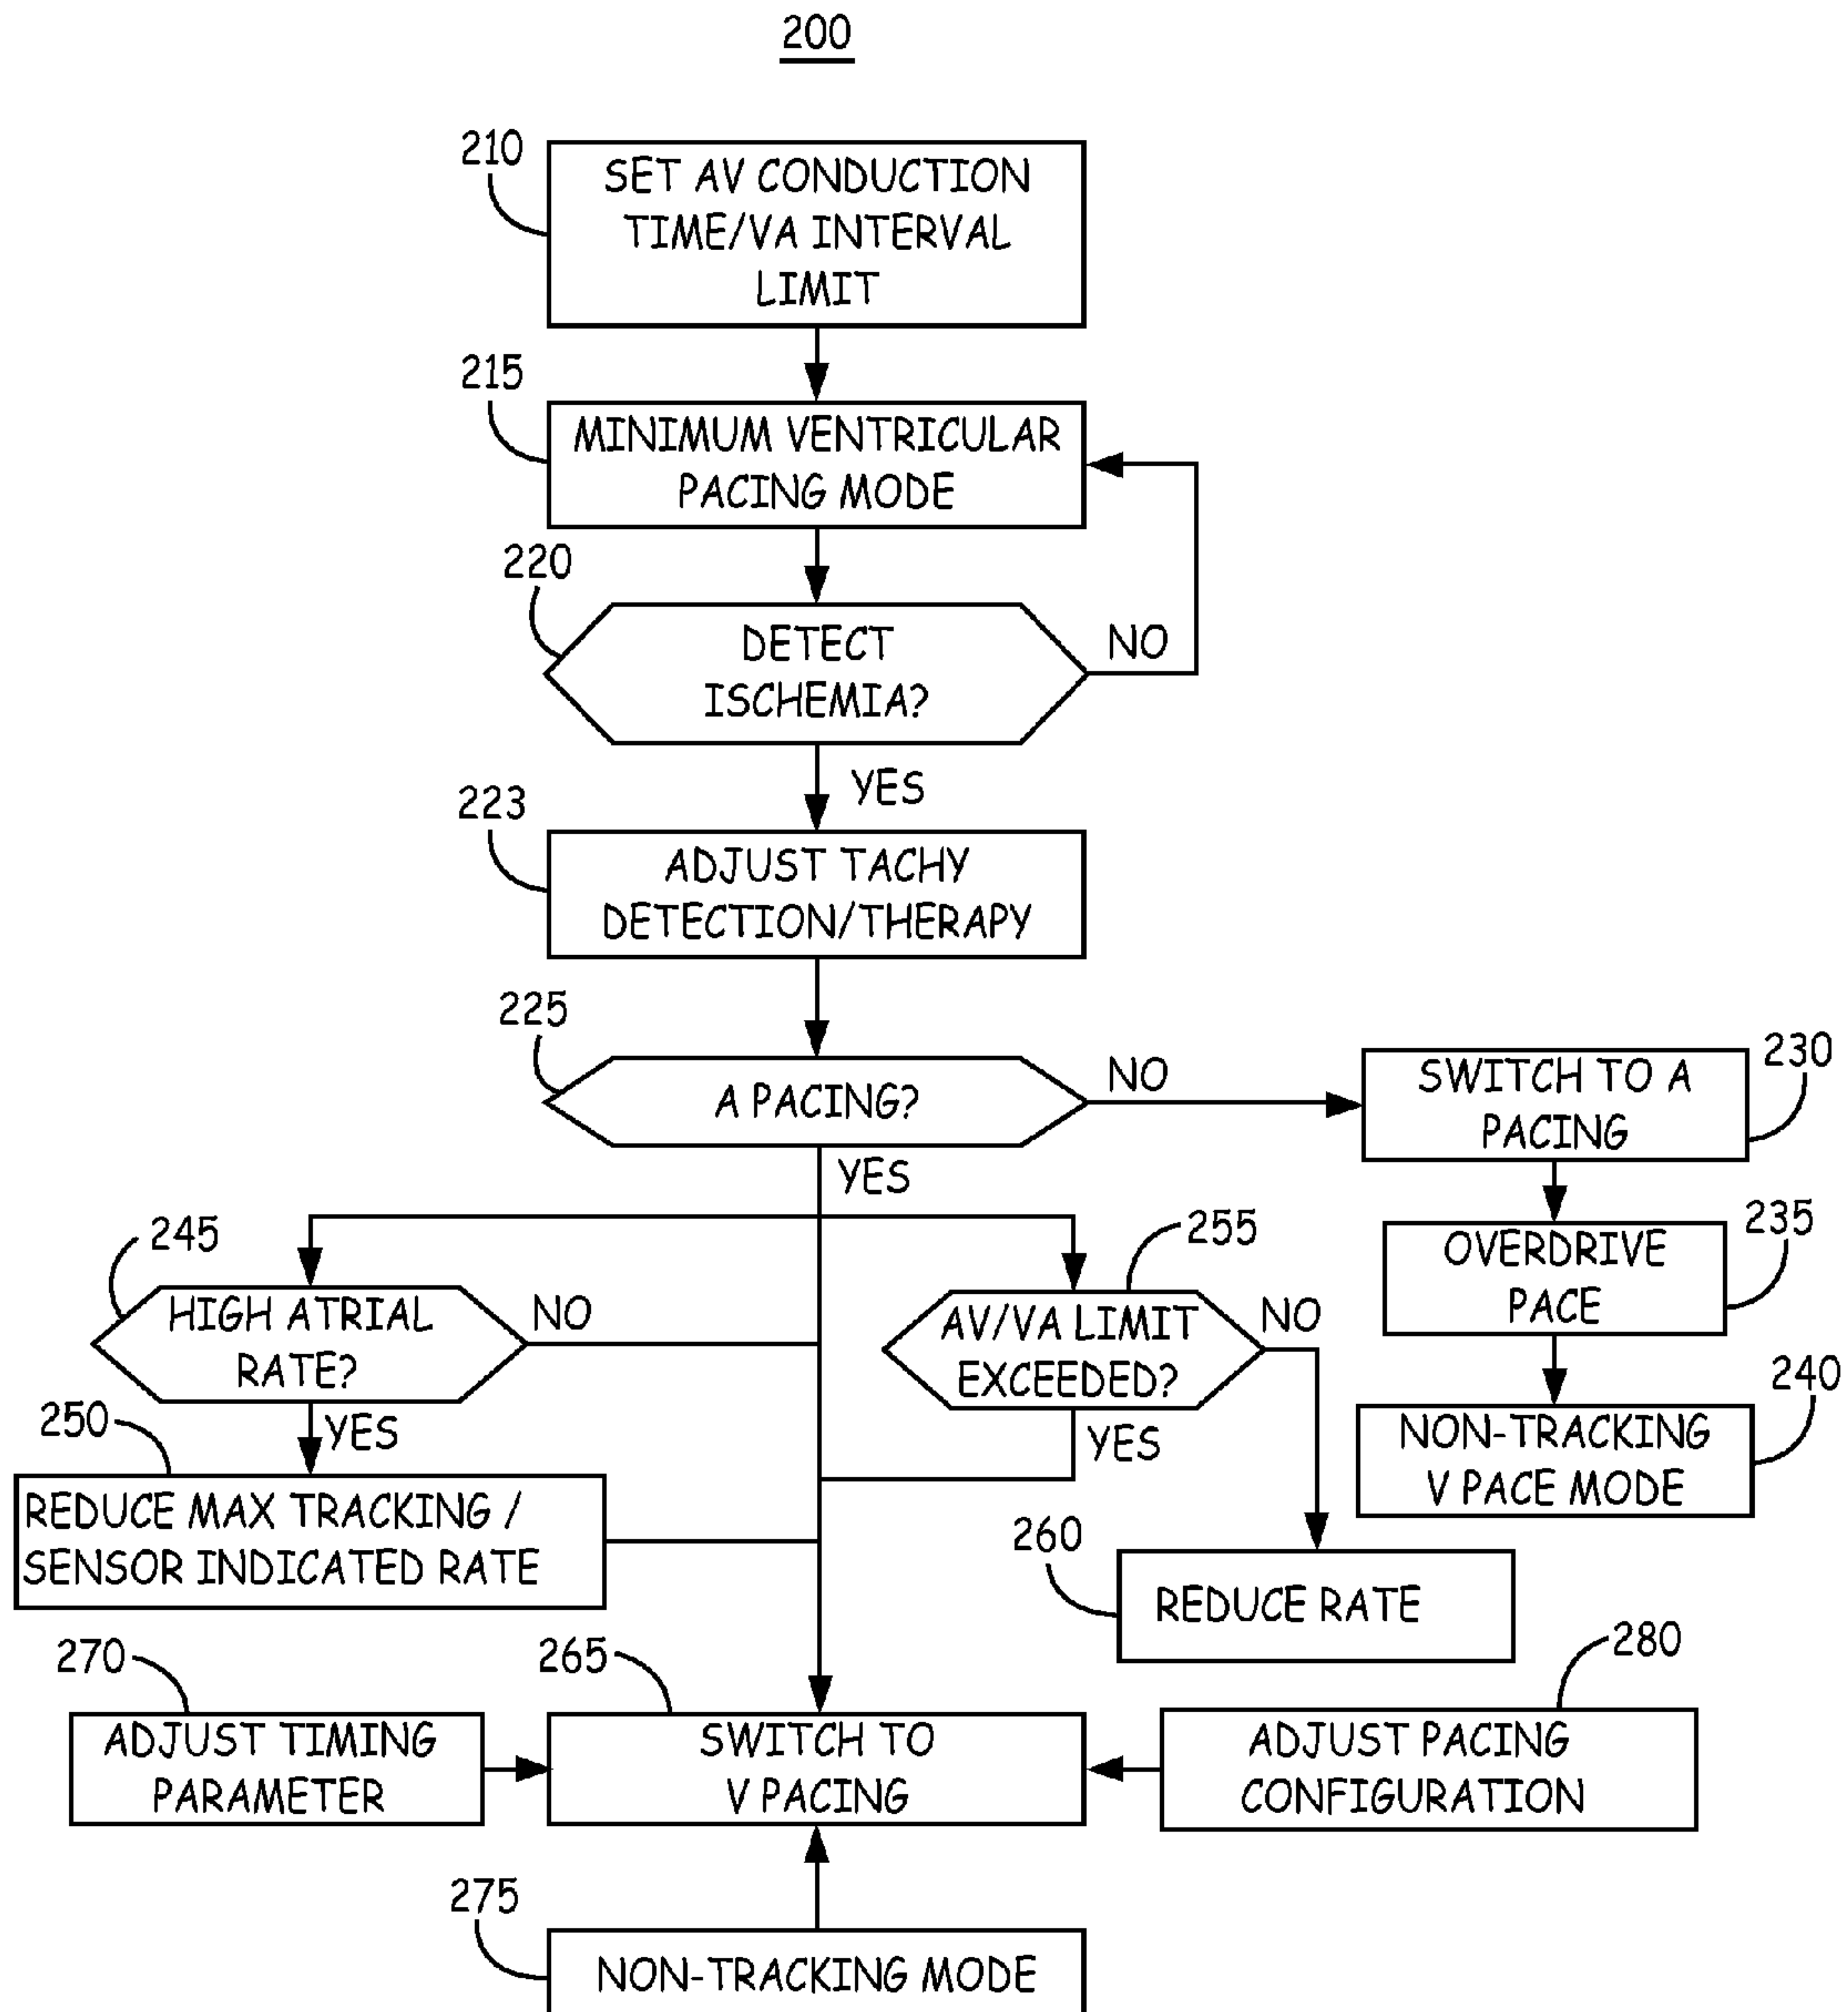 200
210
SET AV CONDUCTION
TIME/VA INTERVAL
LIMIT
215
MINIMUM VENTRICULAR
PACING MODE
220
DETECT
ISCHEMIA?
NO
YES
223
ADJUST TACHY
DETECTION/THERAPY
225
A PACING?
NO
YES
SWITCH TO A
PACING
230
OVERDRIVE
PACE
235
NON-TRACKING
V PACE MODE
240
245
HIGH ATRIAL
RATE?
NO
YES
250
REDUCE MAX TRACKING /
SENSOR INDICATED RATE
255
AV/VA LIMIT
EXCEEDED?
NO
YES
260
REDUCE RATE
270
ADJUST TIMING
PARAMETER
265
SWITCH TO
V PACING
280
ADJUST PACING
CONFIGURATION
275
NON-TRACKING MODE